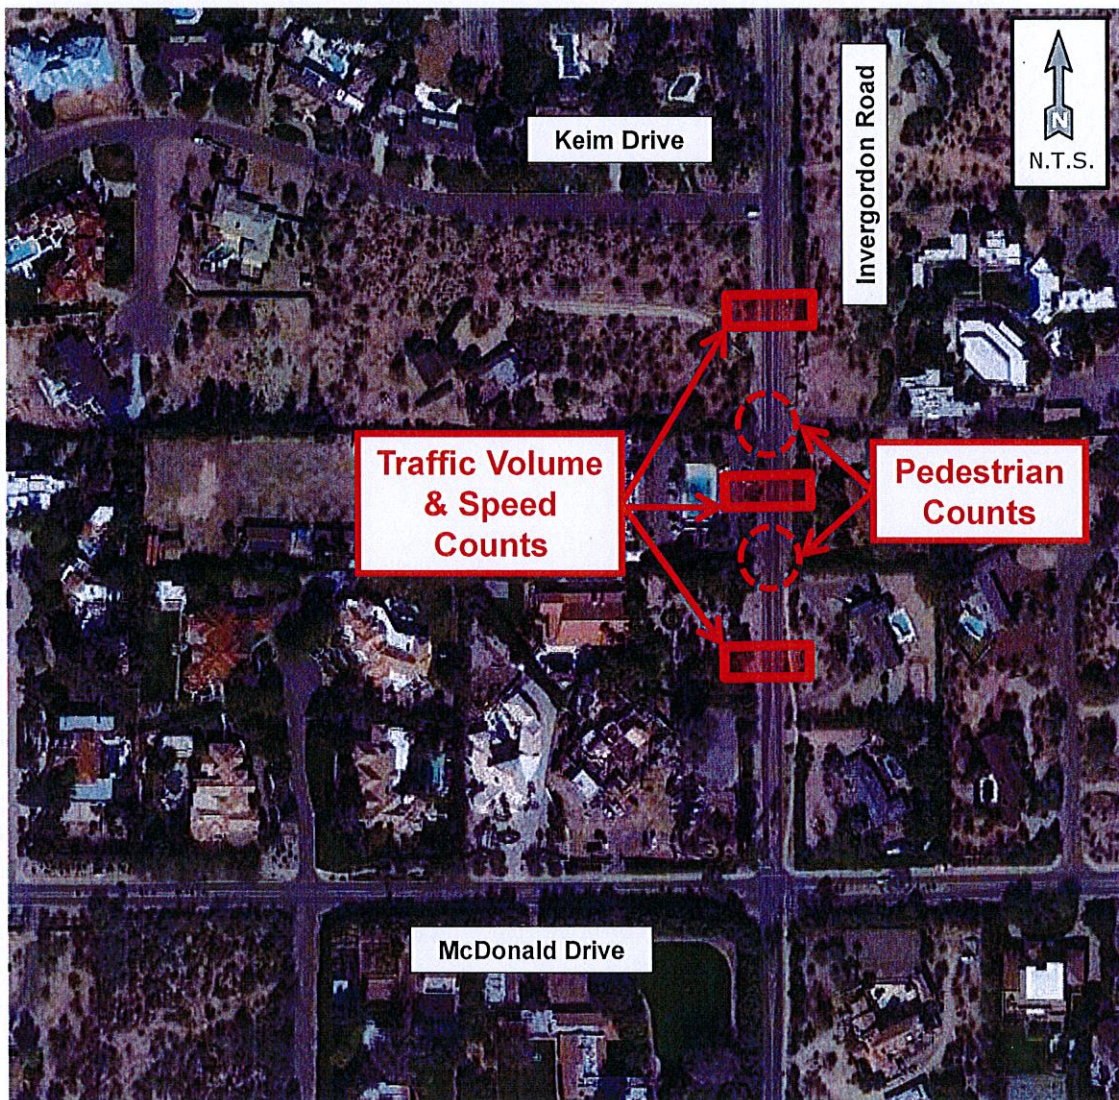 Keim Drive
Invergordon Road
N
N.T.S.
Traffic Volume
& Speed
Counts
Pedestrian
Counts
McDonald Drive